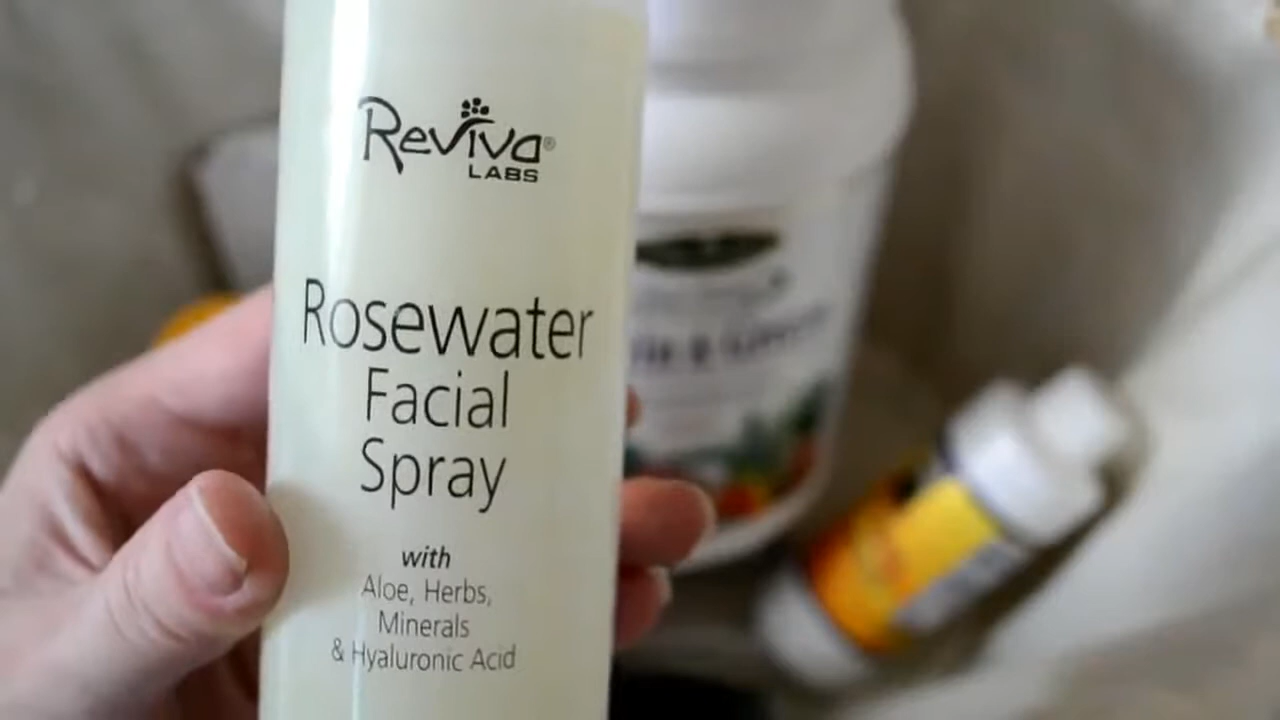 Reviva®
LABS
Rosewater
Facial
Spray
with
Aloe, Herbs,
Minerals
& Hyaluronic Acid